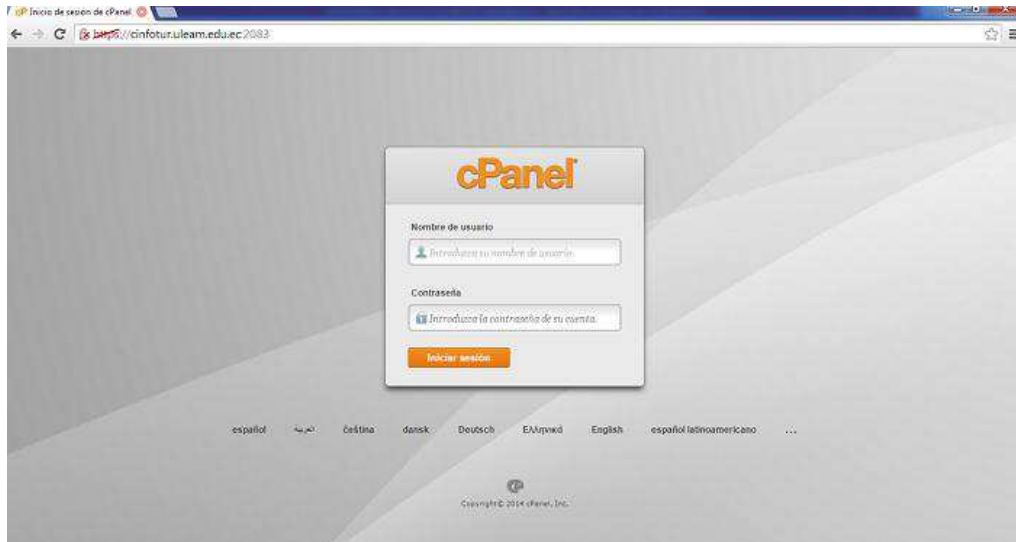 Inicio de sesión de cPanel
https://cinfotur.uleam.edu.ec:2083
cPanel
Nombre de usuario
Introduzca su nombre de usuario.
Contraseña
Introduzca la contraseña de su cuenta.
Iniciar sesión
español العربية čeština dansk Deutsch Ελληνικά English español latinoamericano ...
Copyright© 2014 cPanel, Inc.